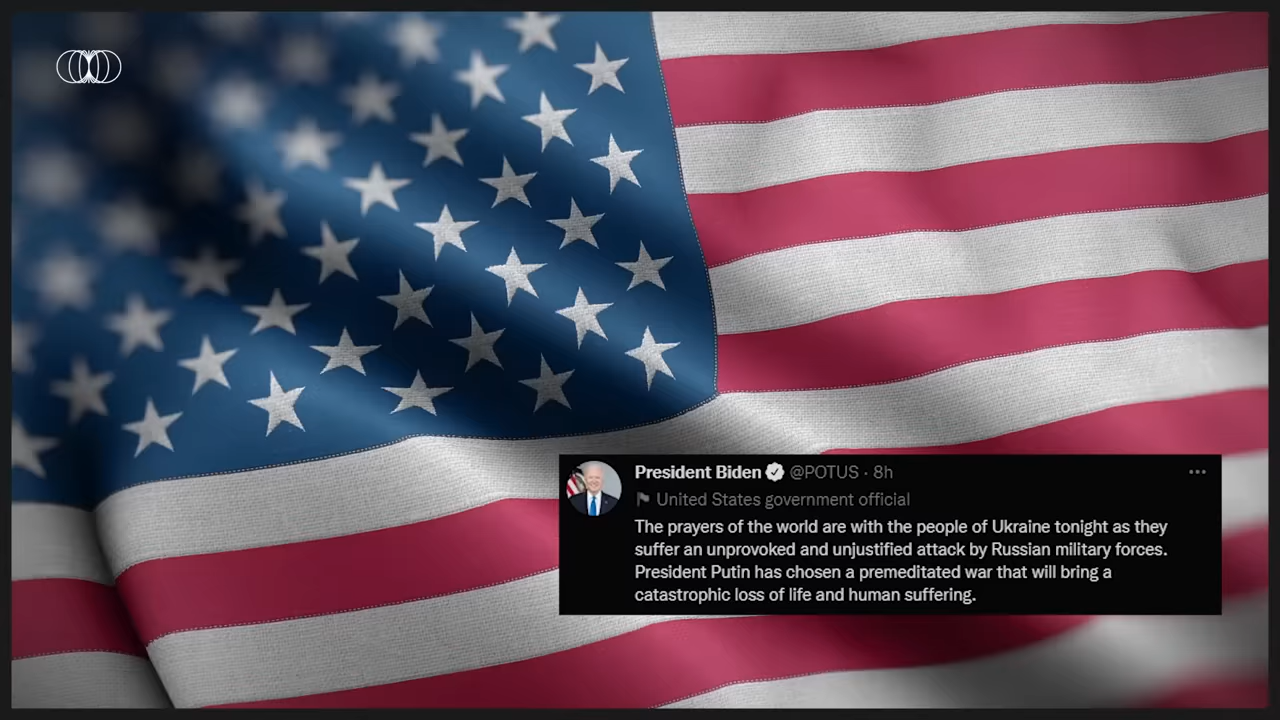 President Biden @POTUS · 8h
United States government official
The prayers of the world are with the people of Ukraine tonight as they
suffer an unprovoked and unjustified attack by Russian military forces.
President Putin has chosen a premeditated war that will bring a
catastrophic loss of life and human suffering.